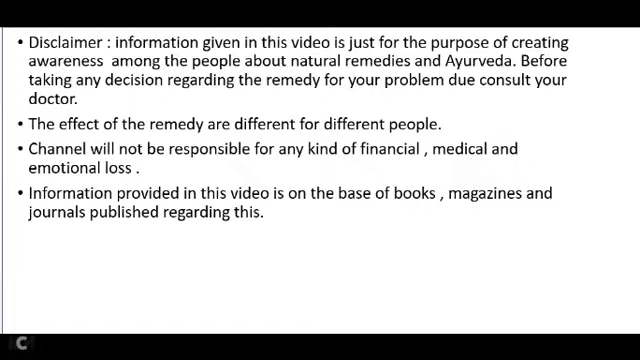 • Disclaimer : information given in this video is just for the purpose of creating
awareness among the people about natural remedies and Ayurveda. Before
taking any decision regarding the remedy for your problem due consult your
doctor.
• The effect of the remedy are different for different people.
• Channel will not be responsible for any kind of financial , medical and
emotional loss .
• Information provided in this video is on the base of books , magazines and
journals published regarding this.
C